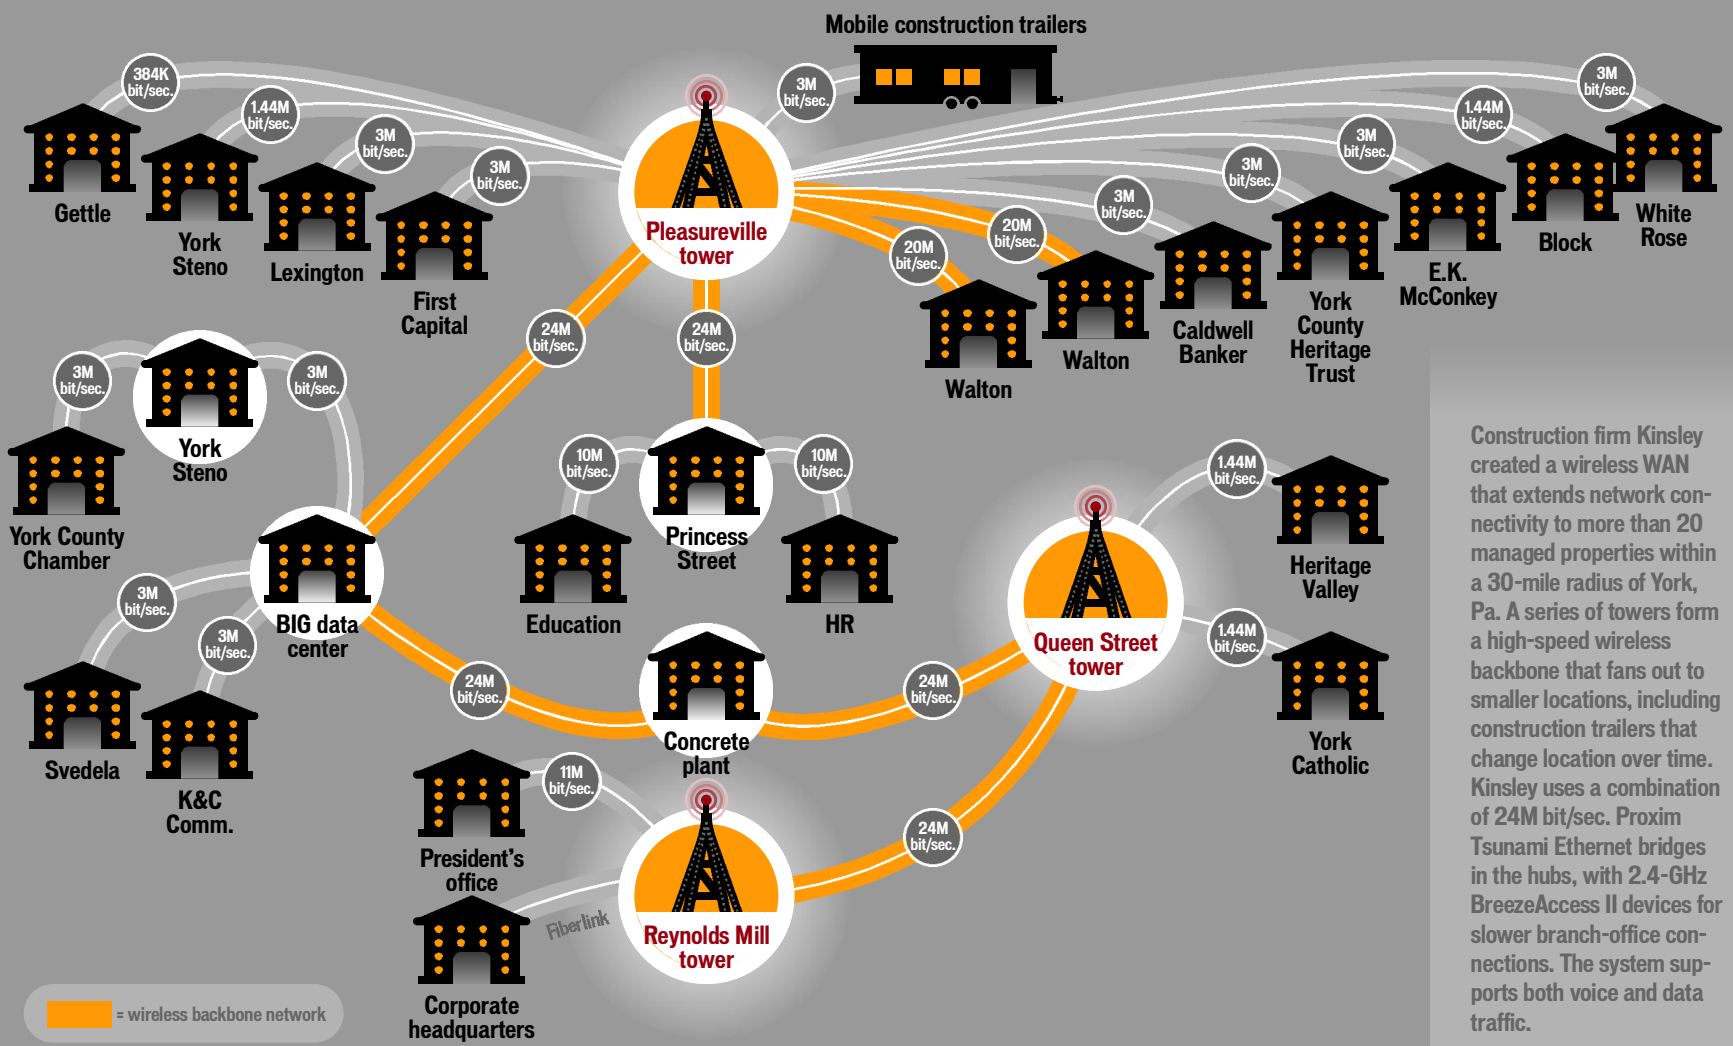 Mobile construction trailers
384K
bit/sec.
1.44M
bit/sec.
3M
bit/sec.
3M
bit/sec.
3M
bit/sec.
3M
bit/sec.
1.44M
bit/sec.
3M
bit/sec.
3M
bit/sec.
3M
bit/sec.
20M
bit/sec.
20M
bit/sec.
Gettle
York
Steno
Lexington
First
Capital
Pleasureville
tower
Walton
Walton
Caldwell
Banker
York
County
Heritage
Trust
E.K.
McConkey
Block
White
Rose
24M
bit/sec.
24M
bit/sec.
3M
bit/sec.
3M
bit/sec.
York
Steno
York County
Chamber
10M
bit/sec.
10M
bit/sec.
Princess
Street
Education
HR
BIG data
center
3M
bit/sec.
3M
bit/sec.
Svedela
K&C
Comm.
24M
bit/sec.
Concrete
plant
24M
bit/sec.
Queen Street
tower
1.44M
bit/sec.
Heritage
Valley
1.44M
bit/sec.
York
Catholic
11M
bit/sec.
President's
office
24M
bit/sec.
Fiberlink
Reynolds Mill
tower
Corporate
headquarters
= wireless backbone network
Construction firm Kinsley
created a wireless WAN
that extends network con-
nectivity to more than 20
managed properties within
a 30-mile radius of York,
Pa. A series of towers form
a high-speed wireless
backbone that fans out to
smaller locations, including
construction trailers that
change location over time.
Kinsley uses a combination
of 24M bit/sec. Proxim
Tsunami Ethernet bridges
in the hubs, with 2.4-GHz
BreezeAccess II devices for
slower branch-office con-
nections. The system sup-
ports both voice and data
traffic.